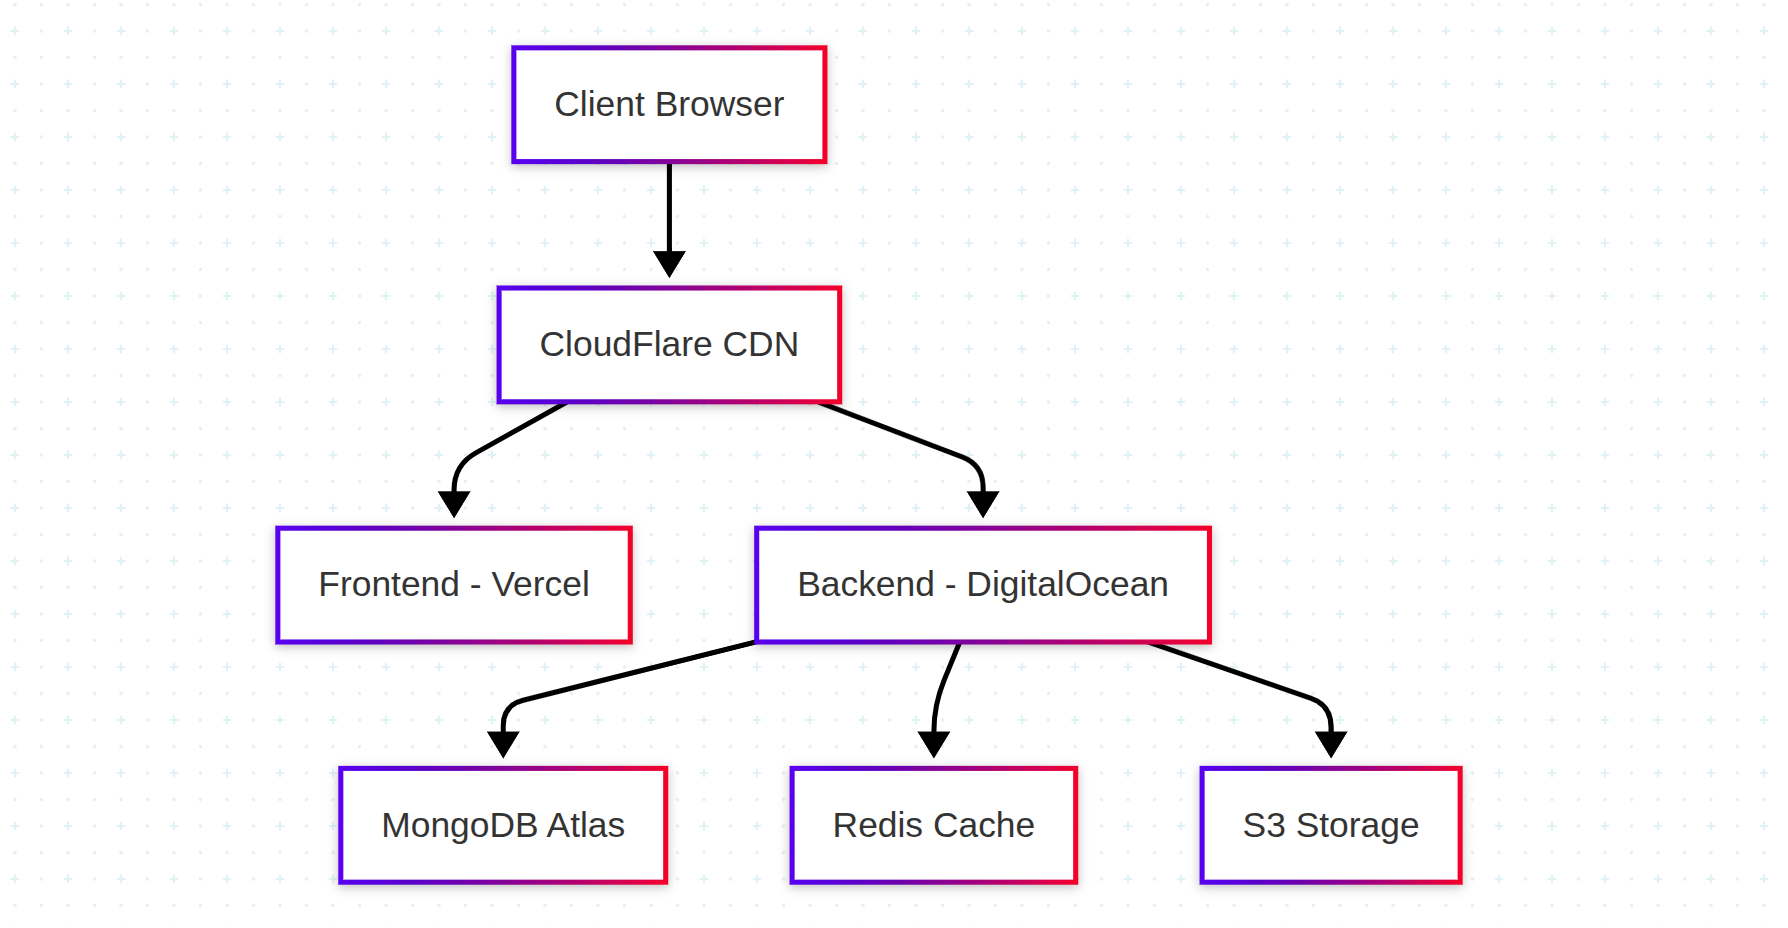 Client Browser
CloudFlare CDN
Frontend - Vercel
Backend - DigitalOcean
MongoDB Atlas
Redis Cache
S3 Storage